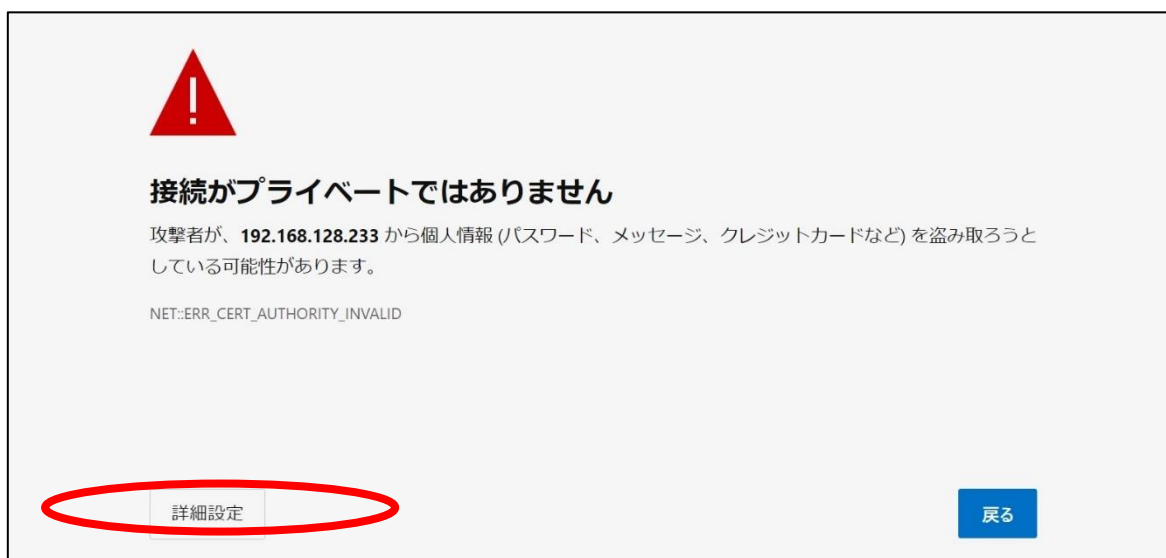 接続がプライベートではありません
攻撃者が、192.168.128.233 から個人情報 (パスワード、メッセージ、クレジットカードなど) を盗み取ろうと
している可能性があります。
NET::ERR_CERT_AUTHORITY_INVALID
詳細設定
戻る